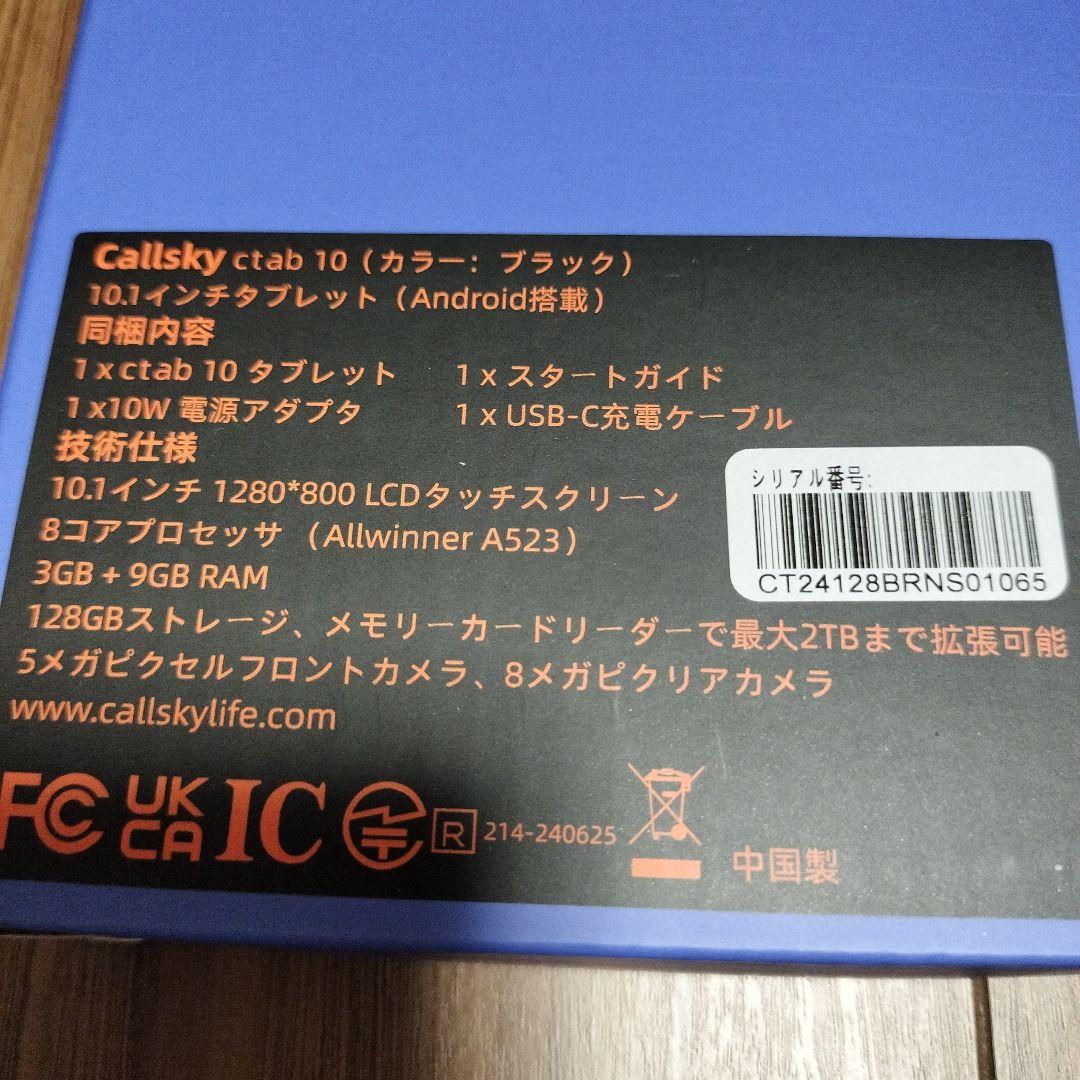 Callsky ctab 10（カラー：ブラック）
10.1インチタブレット（Android搭載）
同梱内容
1 x ctab 10 タブレット 1 x スタートガイド
1 x10W 電源アダプタ 1 x USB-C充電ケーブル
技術仕様
10.1インチ 1280*800 LCDタッチスクリーン
8コアプロセッサ （Allwinner A523）
3GB + 9GB RAM
128GBストレージ、メモリーカードリーダーで最大2TBまで拡張可能
5メガピクセルフロントカメラ、8メガピクリアカメラ
www.callskylife.com
シリアル番号:
CT24128BRNS01065
FC UK CA IC R 214-240625
中国製